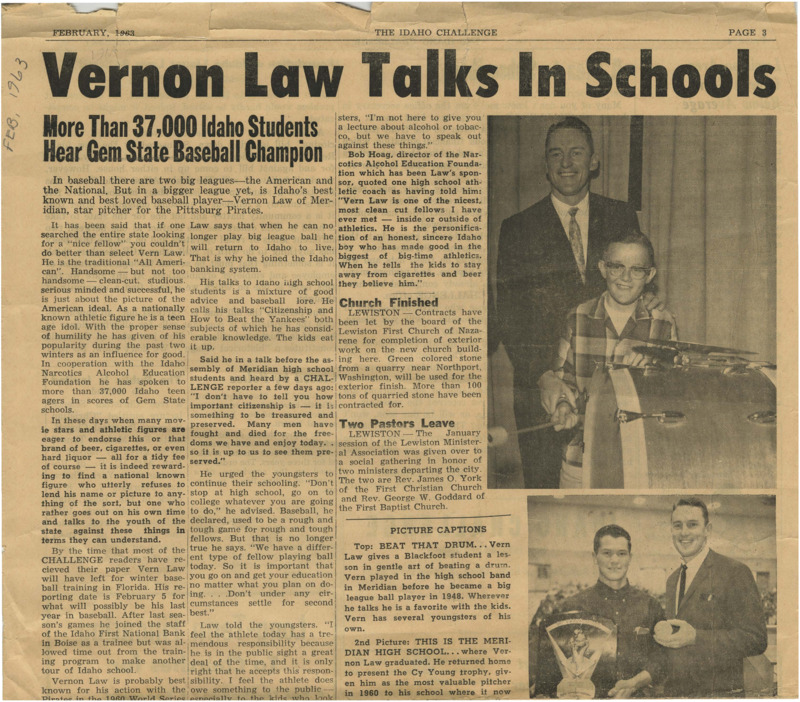 FEBRUARY, 1963
THE IDAHO CHALLENGE
PAGE 3
FEB, 1963
Vernon Law Talks In Schools
More Than 37,000 Idaho Students
Hear Gem State Baseball Champion
In baseball there are two big leagues—the American and
the National. But in a bigger league yet, is Idaho's best
known and best loved baseball player—Vernon Law of Mer-
idian, star pitcher for the Pittsburg Pirates.
It has been said that if one
searched the entire state looking
for a "nice fellow" you couldn't
do better than select Vern Law.
He is the traditional "All Ameri-
can". Handsome — but not too
handsome — clean-cut, studious,
serious minded and successful, he
is just about the picture of the
American ideal. As a nationally
known athletic figure he is a teen
age idol. With the proper sense
of humility he has given of his
popularity during the past two
winters as an influence for good.
In cooperation with the Idaho
Narcotics Alcohol Education
Foundation he has spoken to
more than 37,000 Idaho teen
agers in scores of Gem State
schools.
In these days when many mov-
ie stars and athletic figures are
eager to endorse this or that
brand of beer, cigarettes, or even
hard liquor — all for a tidy fee
of course — it is indeed reward-
ing to find a national known
figure who utterly refuses to
lend his name or picture to any-
thing of the sort, but one who
rather goes out on his own time
and talks to the youth of the
state against these things in
terms they can understand.
By the time that most of the
CHALLENGE readers have re-
cieved their paper Vern Law
will have left for winter base-
ball training in Florida. His re-
porting date is February 5 for
what will possibly be his last
year in baseball. After last sea-
son's games he joined the staff
of the Idaho First National Bank
in Boise as a trainee but was al-
lowed time out from the train-
ing program to make another
tour of Idaho school.
Vernon Law is probably best
known for his action with the
Pirates in the 1960 World Series
Law says that when he can no
longer play big league ball he
will return to Idaho to live.
That is why he joined the Idaho
banking system.
His talks to Idaho high school
students is a mixture of good
advice and baseball lore. He
calls his talks "Citizenship and
How to Beat the Yankees" both
subjects of which he has consid-
erable knowledge. The kids eat
it up.
Said he in a talk before the as-
sembly of Meridian high school
students and heard by a CHAL-
LENGE reporter a few days ago:
"I don't have to tell you how
important citizenship is — it is
something to be treasured and
preserved. Many men have
fought and died for the free-
doms we have and enjoy today. .
so if it up to us to see them pre-
served."
He urged the youngsters to
continue their schooling. "Don't
stop at high school, go on to
college whatever you are going
to do," he advised. Baseball, he
declared, used to be a rough and
tough game for rough and tough
fellows. But that is no longer
true he says. "We have a differ-
ent type of fellow playing ball
today. So it is important that
you go on and get your education
no matter what you plan on do-
ing. . . .Don't under any cir-
cumstances settle for second
best."
Law told the youngsters. "I
feel the athlete today has a tre-
mendous responsibility because
he is in the public sight a great
deal of the time, and it is only
right that he accepts this respon-
sibility. I feel the athlete does
owe something to the public —
especially to the kids who look
sters, "I'm not here to give you
a lecture about alcohol or tobac-
co, but we have to speak out
against these things."
Bob Hoag, director of the Nar-
cotics Alcohol Education Founda-
tion which has been Law's spon-
sor, quoted one high school ath-
letic coach as having told him:
"Vern Law is one of the nicest,
most clean cut fellows I have
ever met — inside or outside of
athletics. He is the personifica-
tion of an honest, sincere Idaho
boy who has made good in the
biggest of big-time athletics.
When he tells the kids to stay
away from cigarettes and beer
they believe him."
Church Finished
LEWISTON — Contracts have
been let by the board of the
Lewiston First Church of Naza-
rene for completion of exterior
work on the new church build-
ing here. Green colored stone
from a quarry near Northport,
Washington, will be used for the
exterior finish. More than 100
tons of quarried stone have been
contracted for.
Two Pastors Leave
LEWISTON — The January
session of the Lewiston Minister-
ial Association was given over to
a social gathering in honor of
two ministers departing the city.
The two are Rev. James O. York
of the First Christian Church
and Rev. George W. Goddard of
the First Baptist Church.
PICTURE CAPTIONS
Top: BEAT THAT DRUM. . . Vern
Law gives a Blackfoot student a les-
son in gentle art of beating a drum.
Vern played in the high school band
in Meridian before he became a big
league ball player in 1948. Wherever
he talks he is a favorite with the kids.
Vern has several youngsters of his
own.
2nd Picture: THIS IS THE MERI-
DIAN HIGH SCHOOL. . . where Ver-
non Law graduated. He returned home
to present the Cy Young trophy, giv-
en him as the most valuable pitcher
in 1960 to his school where it now